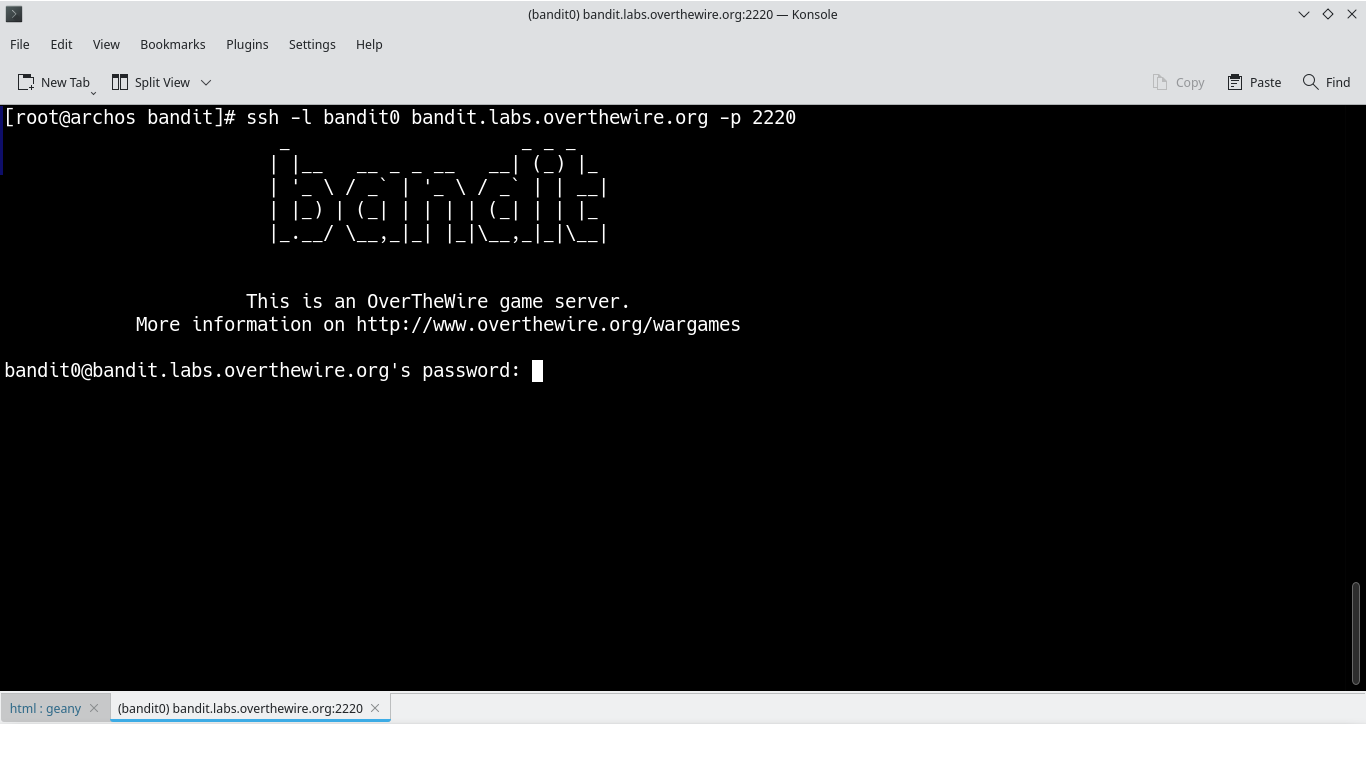 (bandit0) bandit.labs.overthewire.org:2220 — Konsole
File Edit View Bookmarks Plugins Settings Help
New Tab Split View Copy Paste Find
[root@archos bandit]# ssh -l bandit0 bandit.labs.overthewire.org -p 2220
                         _                     _ _ _
                        | |__   __ _ _ __   __| (_) |_
                        | '_ \ / _` | '_ \ / _` | | __|
                        | |_) | (_| | | | | (_| | | |_
                        |_.__/ \__,_|_| |_|\__,_|_|\__|
                      This is an OverTheWire game server.
            More information on http://www.overthewire.org/wargames
bandit0@bandit.labs.overthewire.org's password:
html : geany (bandit0) bandit.labs.overthewire.org:2220